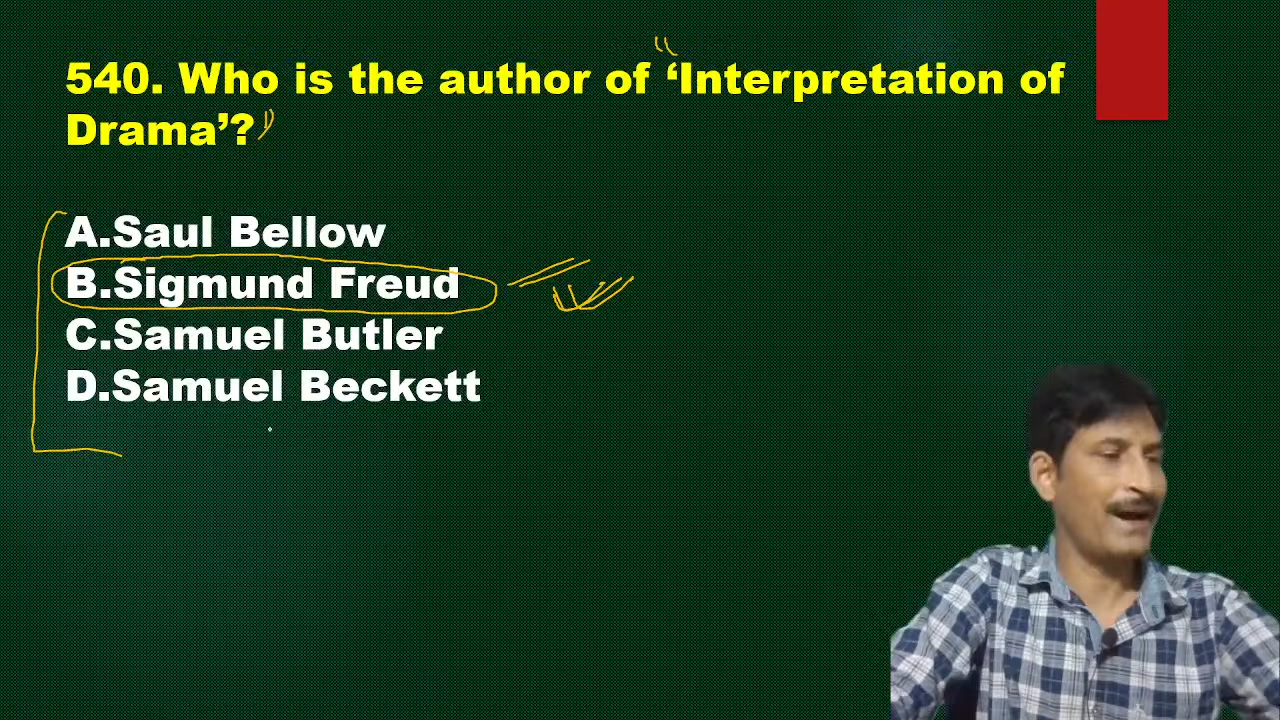 540. Who is the author of ‘Interpretation of
Drama’?
A.Saul Bellow
B.Sigmund Freud
C.Samuel Butler
D.Samuel Beckett